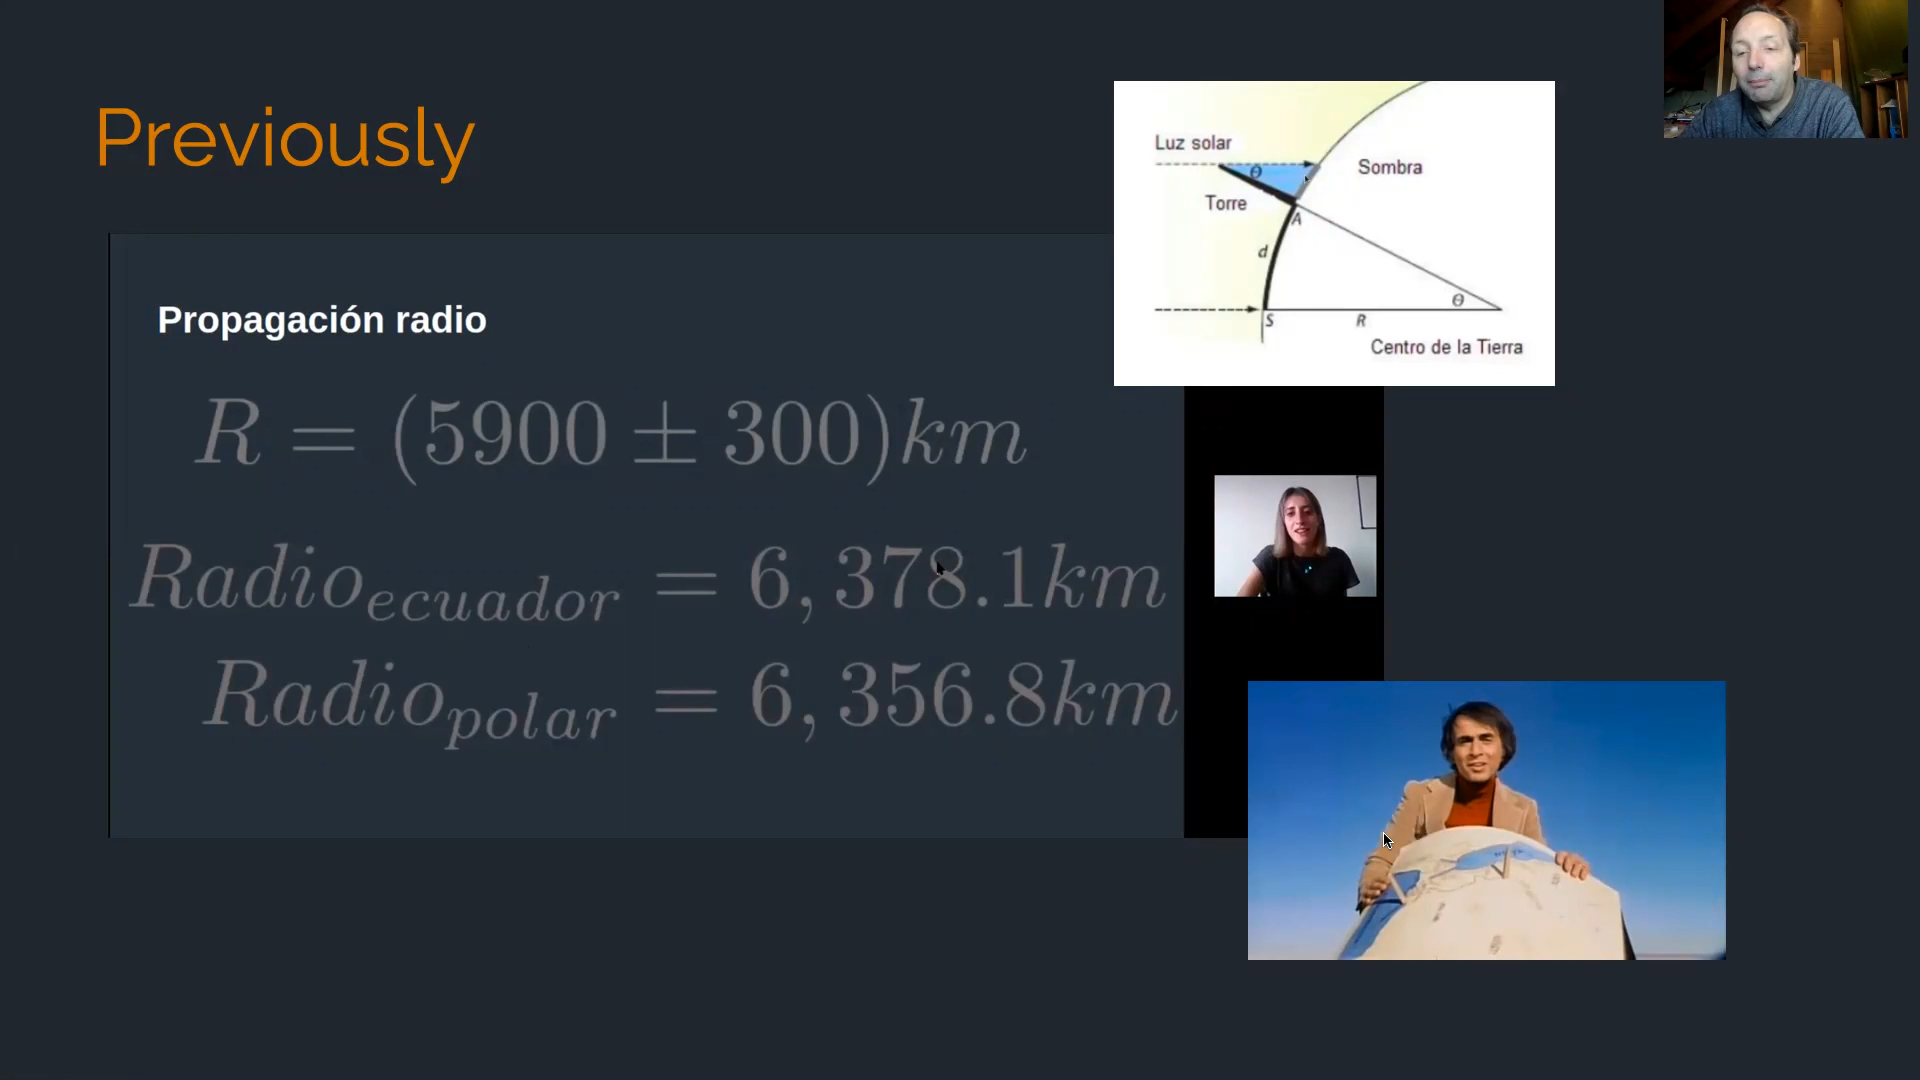 Previously
Luz solar
θ
Sombra
Torre
A
d
θ
S
R
Centro de la Tierra
Propagación radio
R = (5900 ± 300)km
Radio_ecuador = 6,378.1km
Radio_polar = 6,356.8km